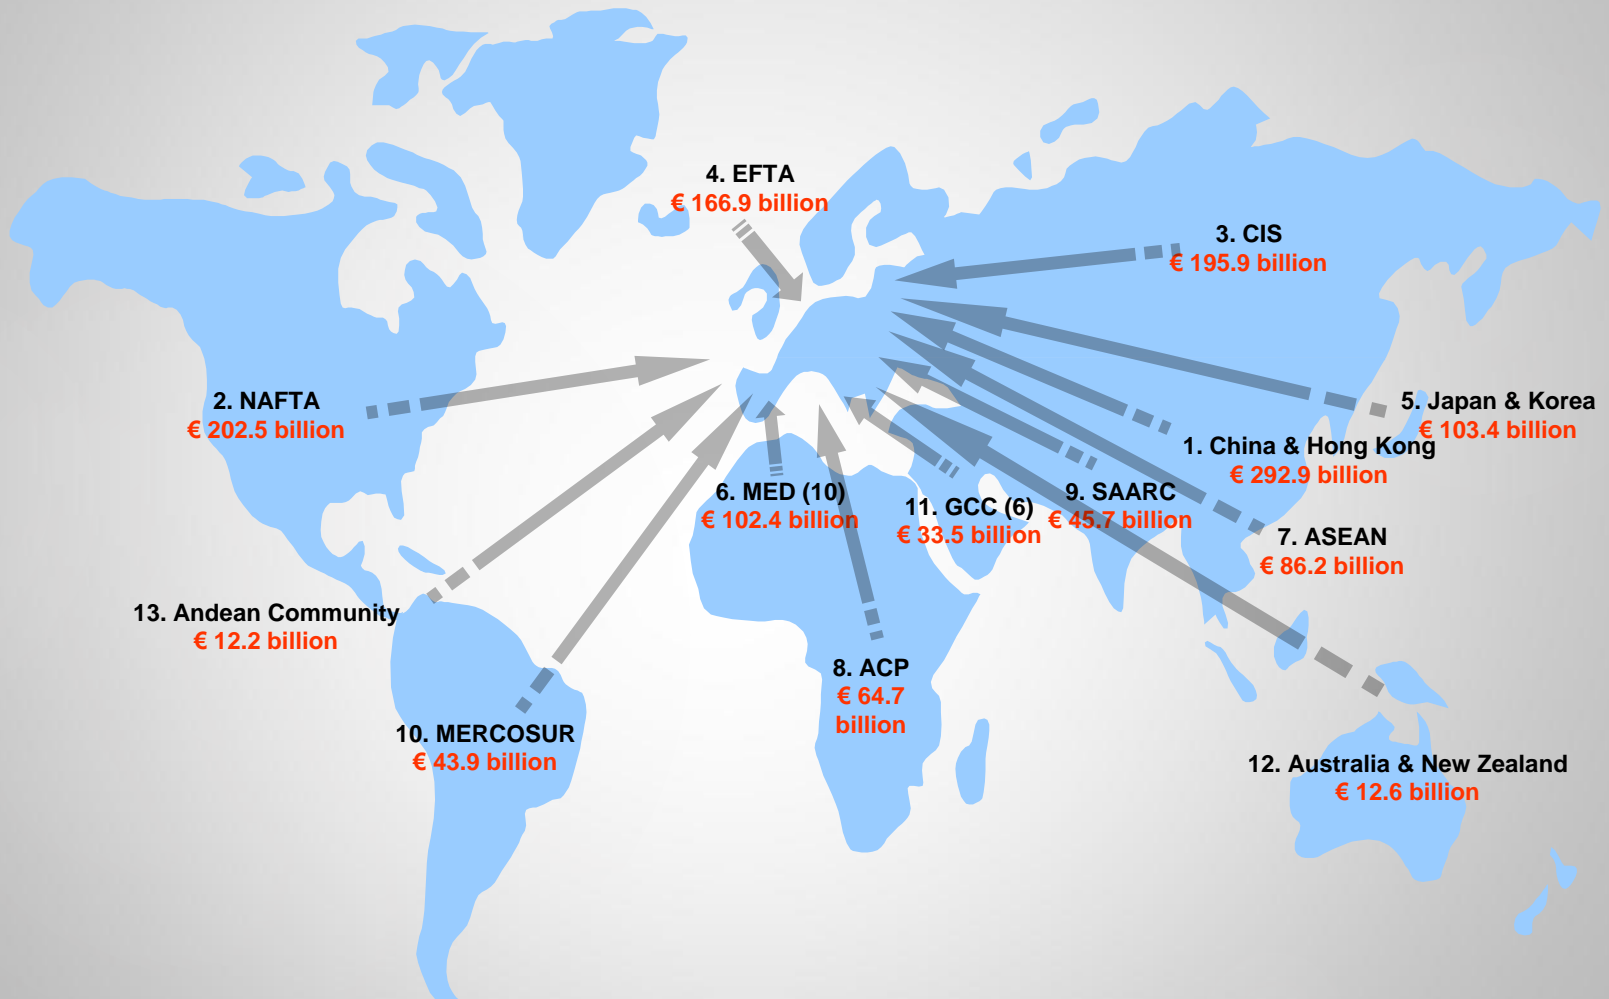 4. EFTA
€ 166.9 billion
3. CIS
€ 195.9 billion
2. NAFTA
€ 202.5 billion
5. Japan & Korea
€ 103.4 billion
1. China & Hong Kong
€ 292.9 billion
6. MED (10)
€ 102.4 billion
11. GCC (6)
€ 33.5 billion
9. SAARC
€ 45.7 billion
7. ASEAN
€ 86.2 billion
13. Andean Community
€ 12.2 billion
8. ACP
€ 64.7
billion
10. MERCOSUR
€ 43.9 billion
12. Australia & New Zealand
€ 12.6 billion